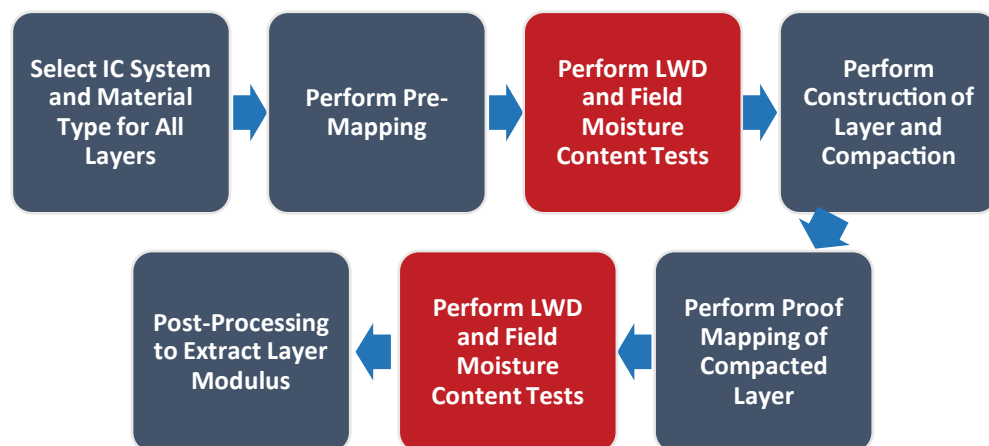 Select IC System
and Material
Type for All
Layers
Perform Pre-
Mapping
Perform LWD
and Field
Moisture
Content Tests
Perform
Construction of
Layer and
Compaction
Perform Proof
Mapping of
Compacted
Layer
Perform LWD
and Field
Moisture
Content Tests
Post-Processing
to Extract Layer
Modulus